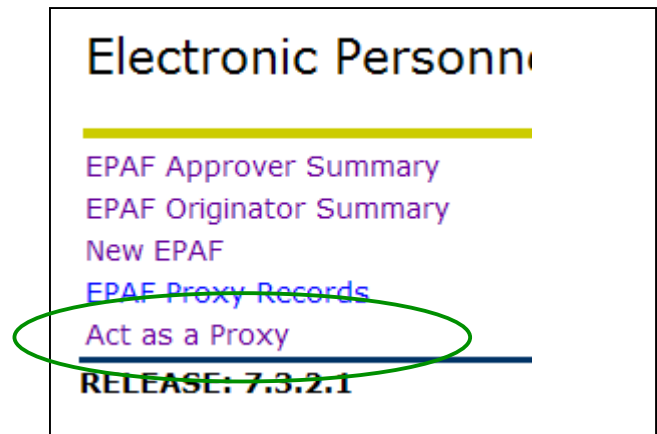 Electronic Personn
EPAF Approver Summary
EPAF Originator Summary
New EPAF
EPAF Proxy Records
Act as a Proxy
RELEASE: 7.3.2.1